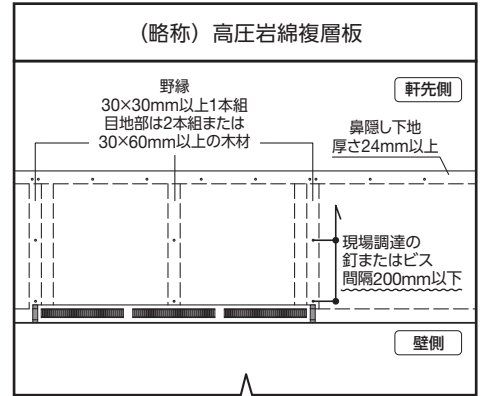 （略称）高圧岩綿複層板
軒先側
野縁
30×30mm以上1本組
目地部は2本組または
30×60mm以上の木材
鼻隠し下地
厚さ24mm以上
現場調達の
釘またはビス
間隔200mm以下
壁側